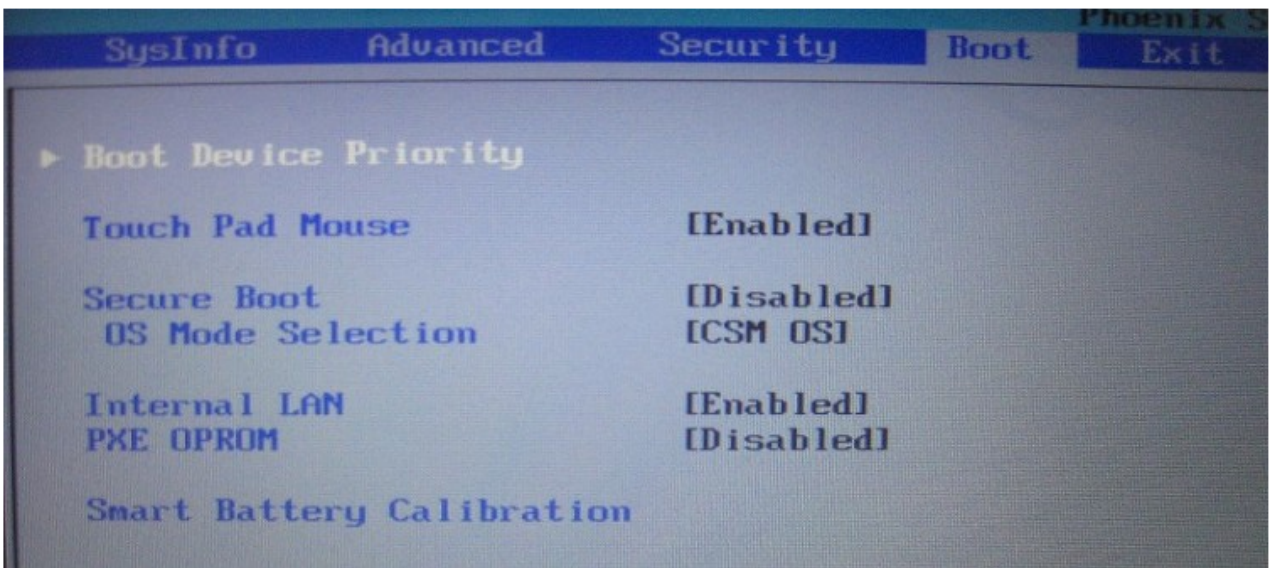 Phoenix S
SysInfo Advanced Security Boot Exit
Boot Device Priority
Touch Pad Mouse [Enabled]
Secure Boot [Disabled]
OS Mode Selection [CSM OS]
Internal LAN [Enabled]
PXE OPROM [Disabled]
Smart Battery Calibration